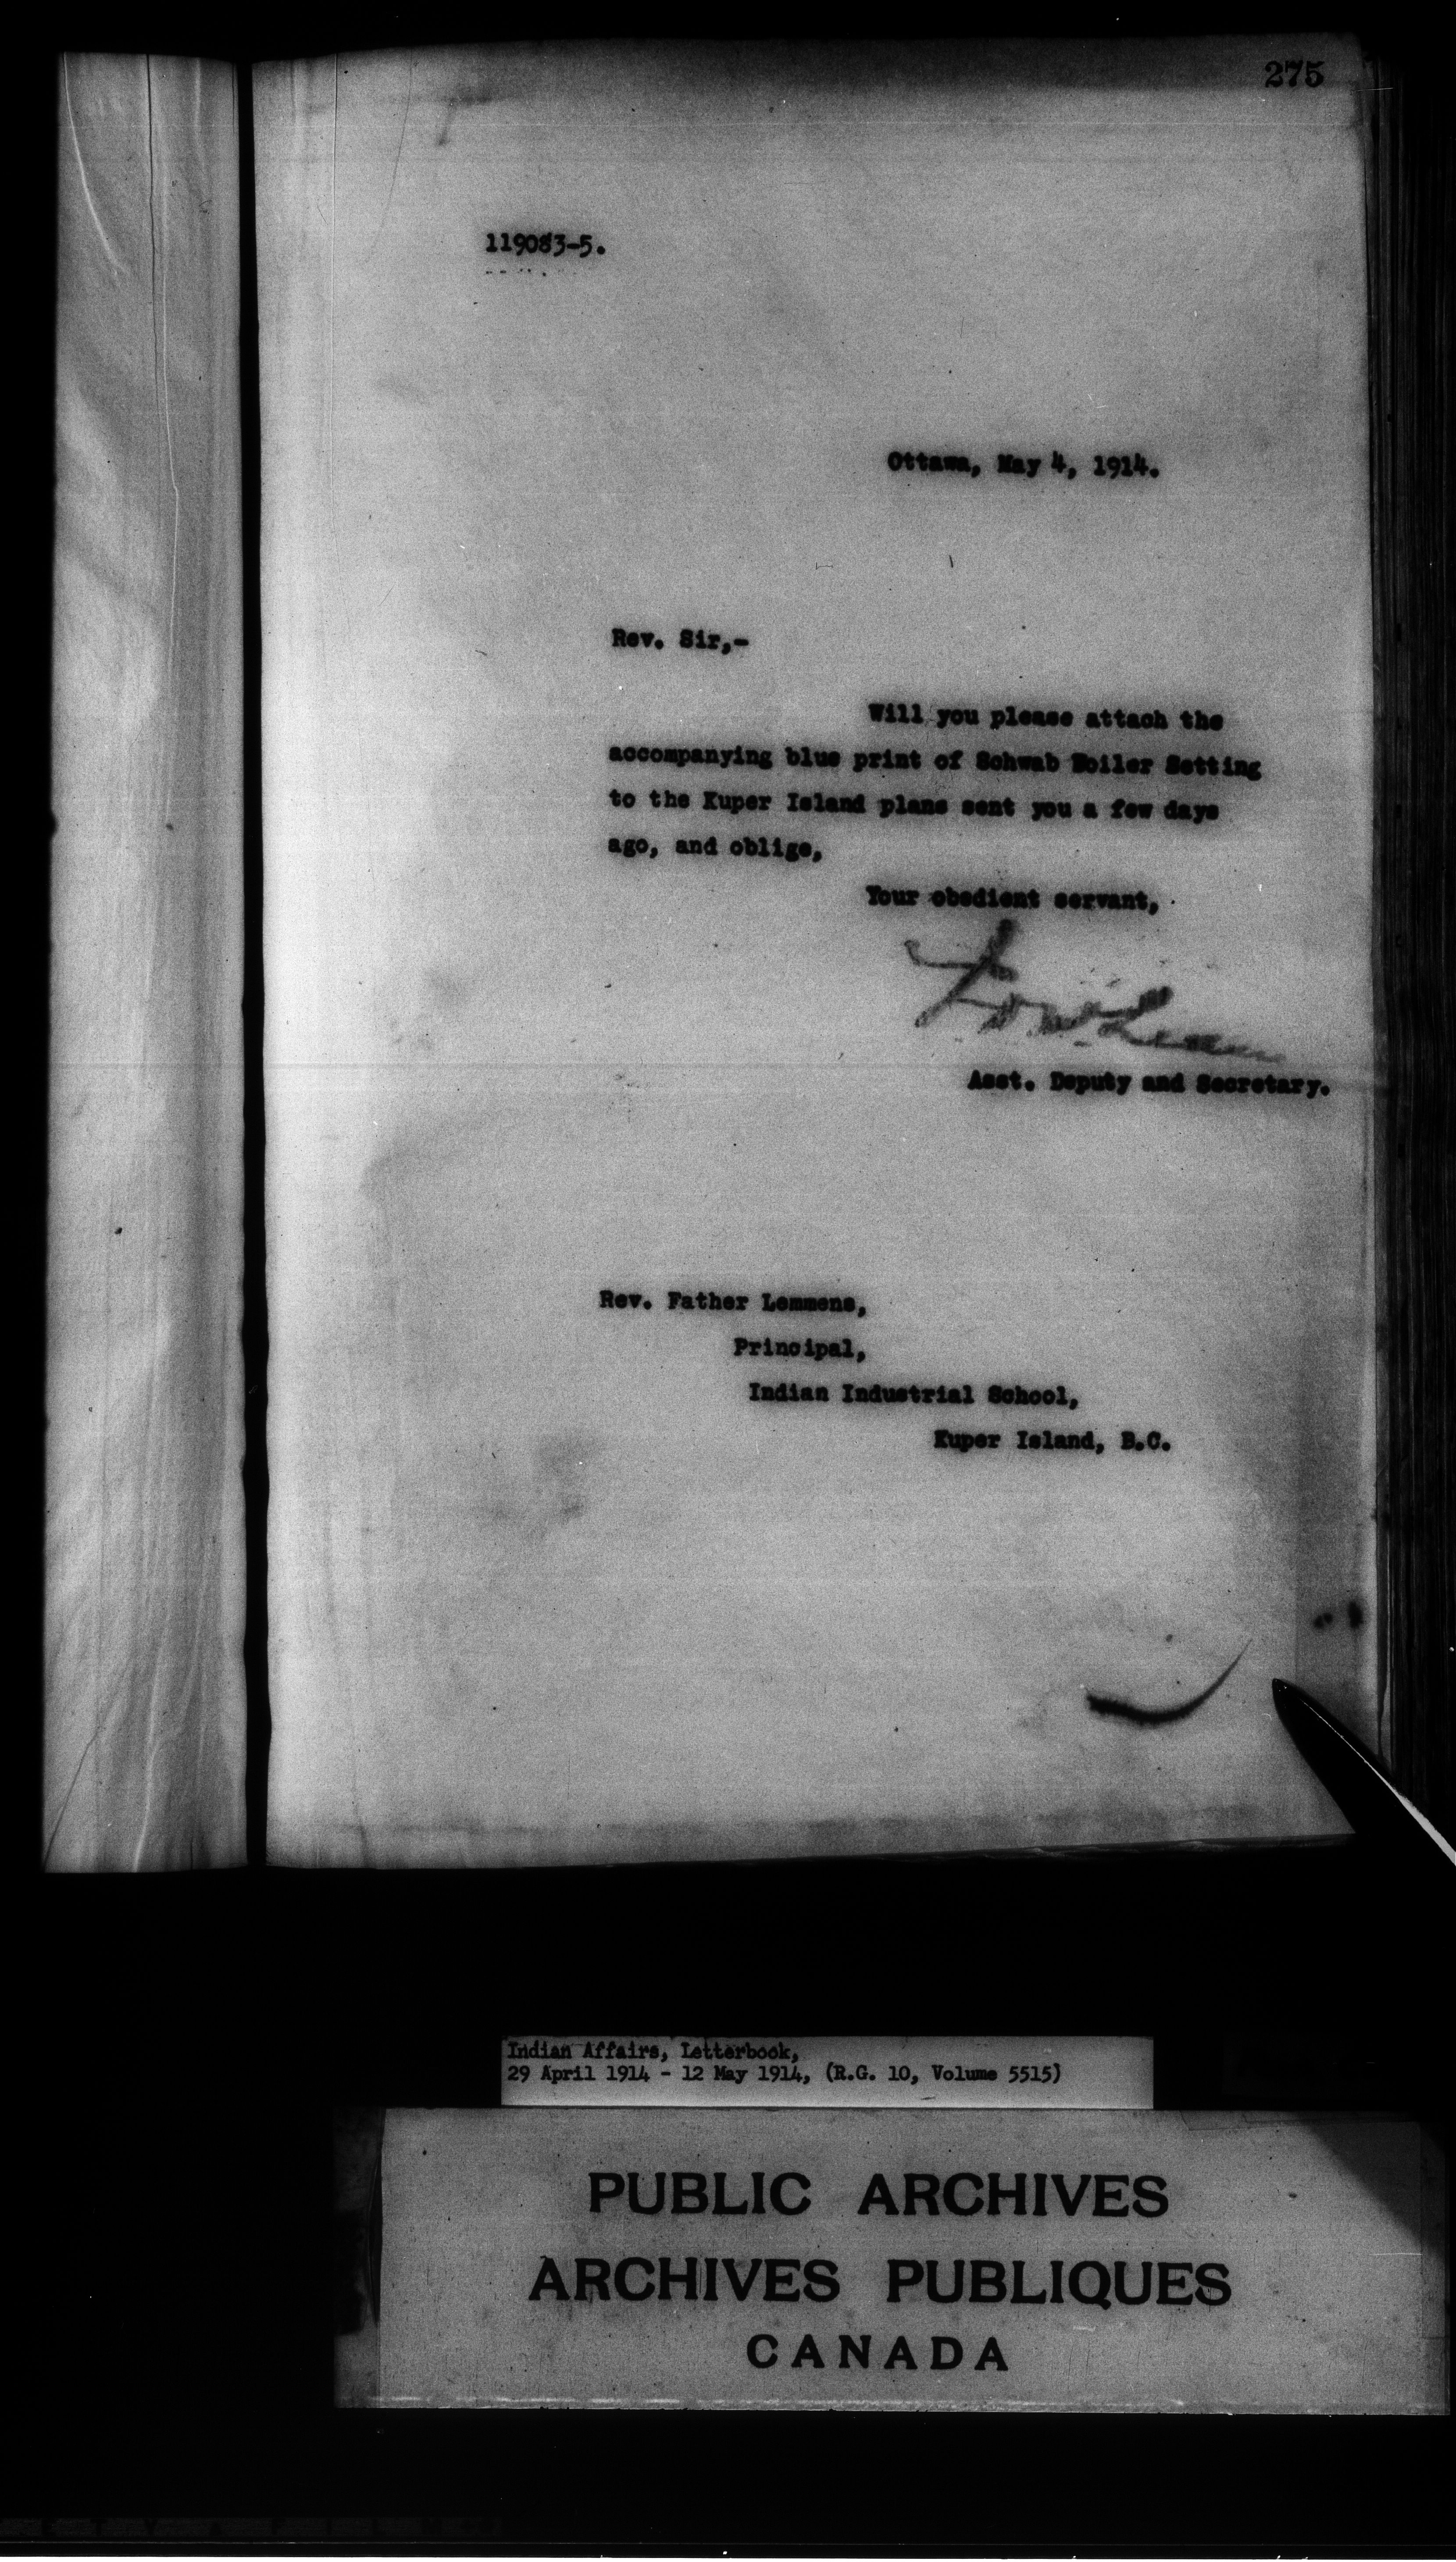 275
119083-5.
Ottawa, May 4, 1914.
Rev. Sir,-
Will you please attach the
accompanying blue print of Schwab Boiler Setting
to the Kuper Island plans sent you a few days
ago, and oblige,
Your obedient servant,
Asst. Deputy and Secretary.
Rev. Father Lemmens,
Principal,
Indian Industrial School,
Kuper Island, B.C.
Indian Affairs, Letterbook,
29 April 1914 - 12 May 1914, (R.G. 10, Volume 5515)
PUBLIC ARCHIVES
ARCHIVES PUBLIQUES
CANADA